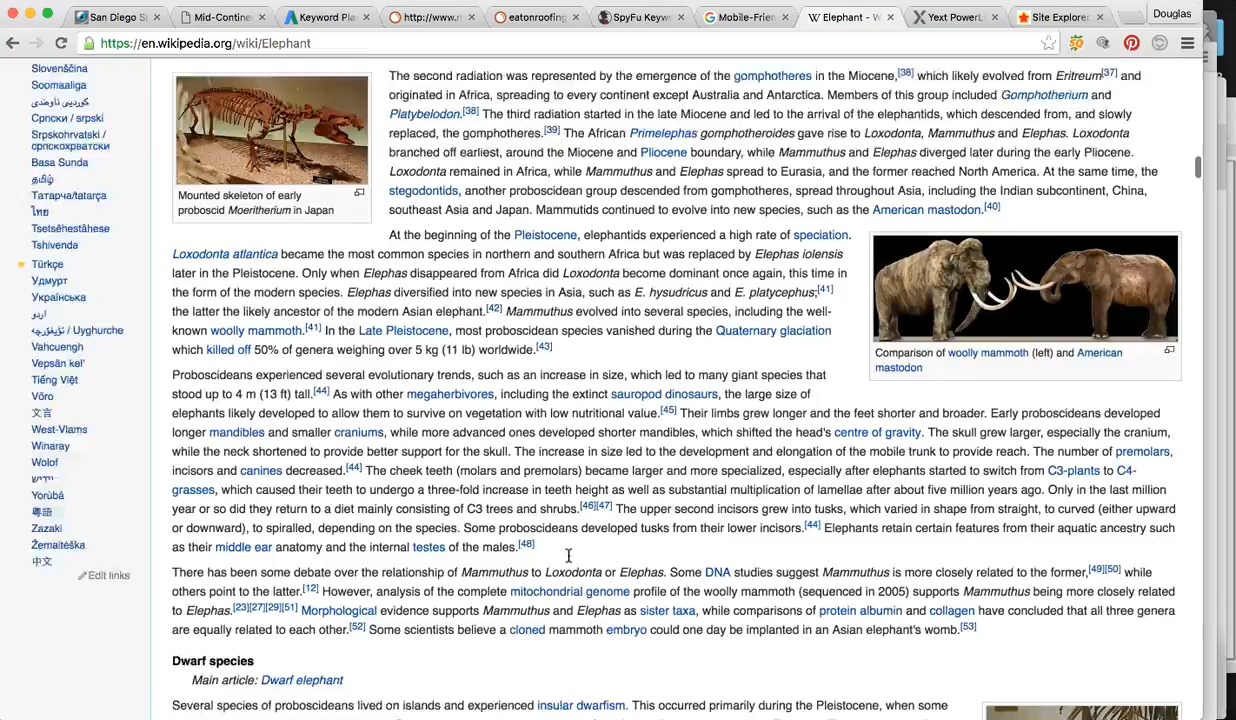 San Diego S
Mid-Contine
Keyword Pla
http://www.r
eatonroofing
SpyFu Keyw
Mobile-Frien
Elephant - W
Yext PowerL
Site Explorer
Douglas
https://en.wikipedia.org/wiki/Elephant
Slovenščina
Soomaaliga
کوردیی ناوەندی
Српски / srpski
Srpskohrvatski /
српскохрватски
Basa Sunda
தமிழ்
Татарча/tatarça
ไทย
Tsetsêhestâhese
Tshivenda
Türkçe
Удмурт
Українська
اردو
ئۇيغۇرچە / Uyghurche
Vahcuengh
Vepsän kel'
Tiếng Việt
Võro
文言
West-Vlams
Winaray
Wolof
ייִדיש
Yorùbá
粵語
Zazaki
Žemaitėška
中文
Edit links
Mounted skeleton of early
proboscid Moeritherium in Japan
The second radiation was represented by the emergence of the gomphotheres in the Miocene,[38] which likely evolved from Eritreum[37] and
originated in Africa, spreading to every continent except Australia and Antarctica. Members of this group included Gomphotherium and
Platybelodon.[38] The third radiation started in the late Miocene and led to the arrival of the elephantids, which descended from, and slowly
replaced, the gomphotheres.[39] The African Primelephas gomphotheroides gave rise to Loxodonta, Mammuthus and Elephas. Loxodonta
branched off earliest, around the Miocene and Pliocene boundary, while Mammuthus and Elephas diverged later during the early Pliocene.
Loxodonta remained in Africa, while Mammuthus and Elephas spread to Eurasia, and the former reached North America. At the same time, the
stegodontids, another proboscidean group descended from gomphotheres, spread throughout Asia, including the Indian subcontinent, China,
southeast Asia and Japan. Mammutids continued to evolve into new species, such as the American mastodon.[40]
At the beginning of the Pleistocene, elephantids experienced a high rate of speciation.
Loxodonta atlantica became the most common species in northern and southern Africa but was replaced by Elephas iolensis
later in the Pleistocene. Only when Elephas disappeared from Africa did Loxodonta become dominant once again, this time in
the form of the modern species. Elephas diversified into new species in Asia, such as E. hysudricus and E. platycephus;[41]
the latter the likely ancestor of the modern Asian elephant.[42] Mammuthus evolved into several species, including the well-
known woolly mammoth.[41] In the Late Pleistocene, most proboscidean species vanished during the Quaternary glaciation
which killed off 50% of genera weighing over 5 kg (11 lb) worldwide.[43]
Comparison of woolly mammoth (left) and American
mastodon
Proboscideans experienced several evolutionary trends, such as an increase in size, which led to many giant species that
stood up to 4 m (13 ft) tall.[44] As with other megaherbivores, including the extinct sauropod dinosaurs, the large size of
elephants likely developed to allow them to survive on vegetation with low nutritional value.[45] Their limbs grew longer and the feet shorter and broader. Early proboscideans developed
longer mandibles and smaller craniums, while more advanced ones developed shorter mandibles, which shifted the head's centre of gravity. The skull grew larger, especially the cranium,
while the neck shortened to provide better support for the skull. The increase in size led to the development and elongation of the mobile trunk to provide reach. The number of premolars,
incisors and canines decreased.[44] The cheek teeth (molars and premolars) became larger and more specialized, especially after elephants started to switch from C3-plants to C4-
grasses, which caused their teeth to undergo a three-fold increase in teeth height as well as substantial multiplication of lamellae after about five million years ago. Only in the last million
year or so did they return to a diet mainly consisting of C3 trees and shrubs.[46][47] The upper second incisors grew into tusks, which varied in shape from straight, to curved (either upward
or downward), to spiralled, depending on the species. Some proboscideans developed tusks from their lower incisors.[44] Elephants retain certain features from their aquatic ancestry such
as their middle ear anatomy and the internal testes of the males.[48]
There has been some debate over the relationship of Mammuthus to Loxodonta or Elephas. Some DNA studies suggest Mammuthus is more closely related to the former,[49][50] while
others point to the latter.[12] However, analysis of the complete mitochondrial genome profile of the woolly mammoth (sequenced in 2005) supports Mammuthus being more closely related
to Elephas.[23][27][29][51] Morphological evidence supports Mammuthus and Elephas as sister taxa, while comparisons of protein albumin and collagen have concluded that all three genera
are equally related to each other.[52] Some scientists believe a cloned mammoth embryo could one day be implanted in an Asian elephant's womb.[53]
Dwarf species
Main article: Dwarf elephant
Several species of proboscideans lived on islands and experienced insular dwarfism. This occurred primarily during the Pleistocene, when some